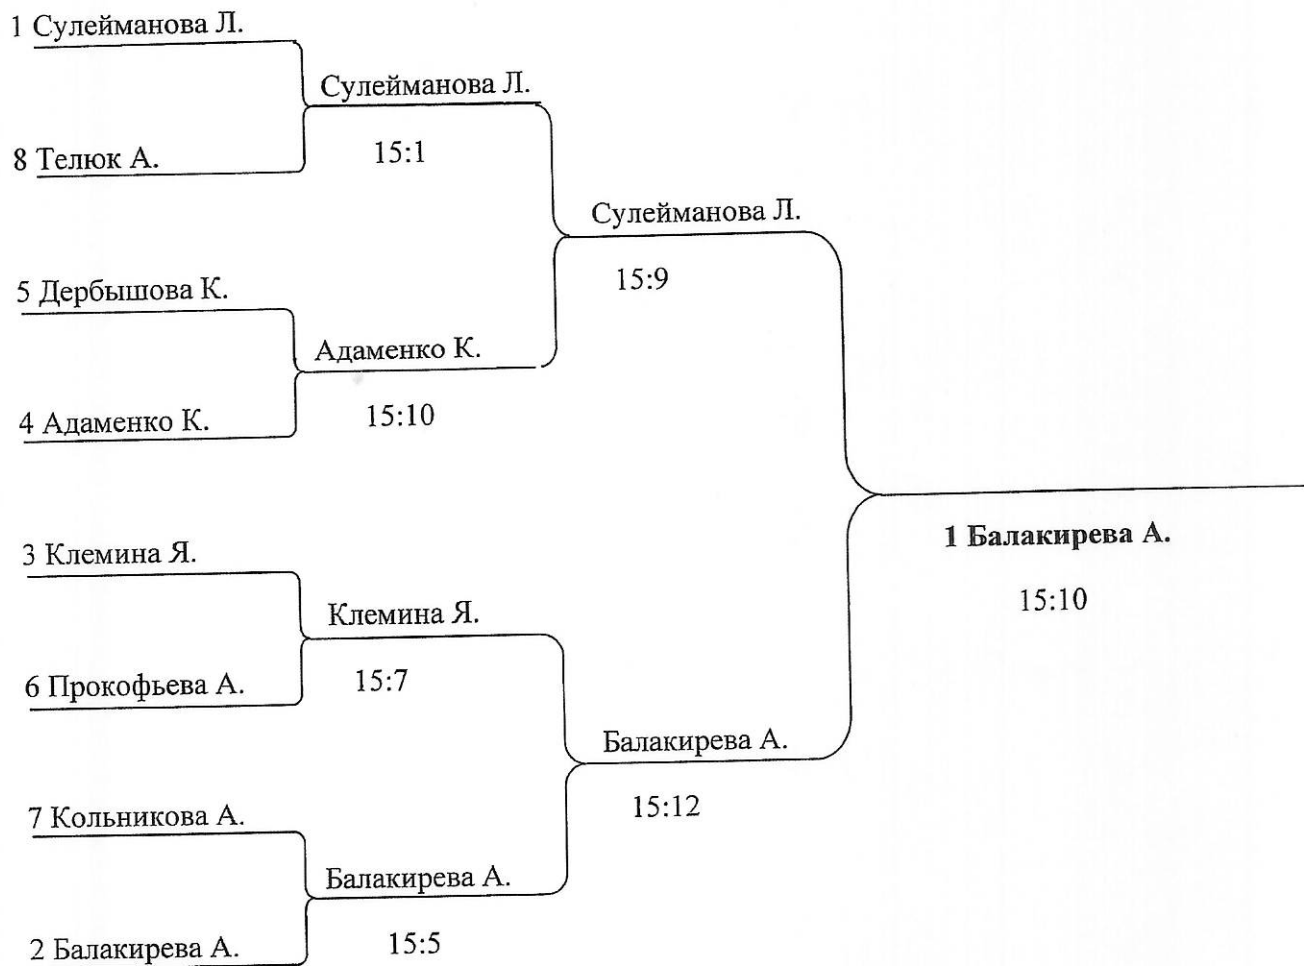 1 Сулейманова Л.
Сулейманова Л.
8 Телюк А.
15:1
Сулейманова Л.
15:9
5 Дербышова К.
Адаменко К.
4 Адаменко К.
15:10
1 Балакирева А.
15:10
3 Клемина Я.
Клемина Я.
6 Прокофьева А.
15:7
Балакирева А.
15:12
7 Кольникова А.
Балакирева А.
2 Балакирева А.
15:5